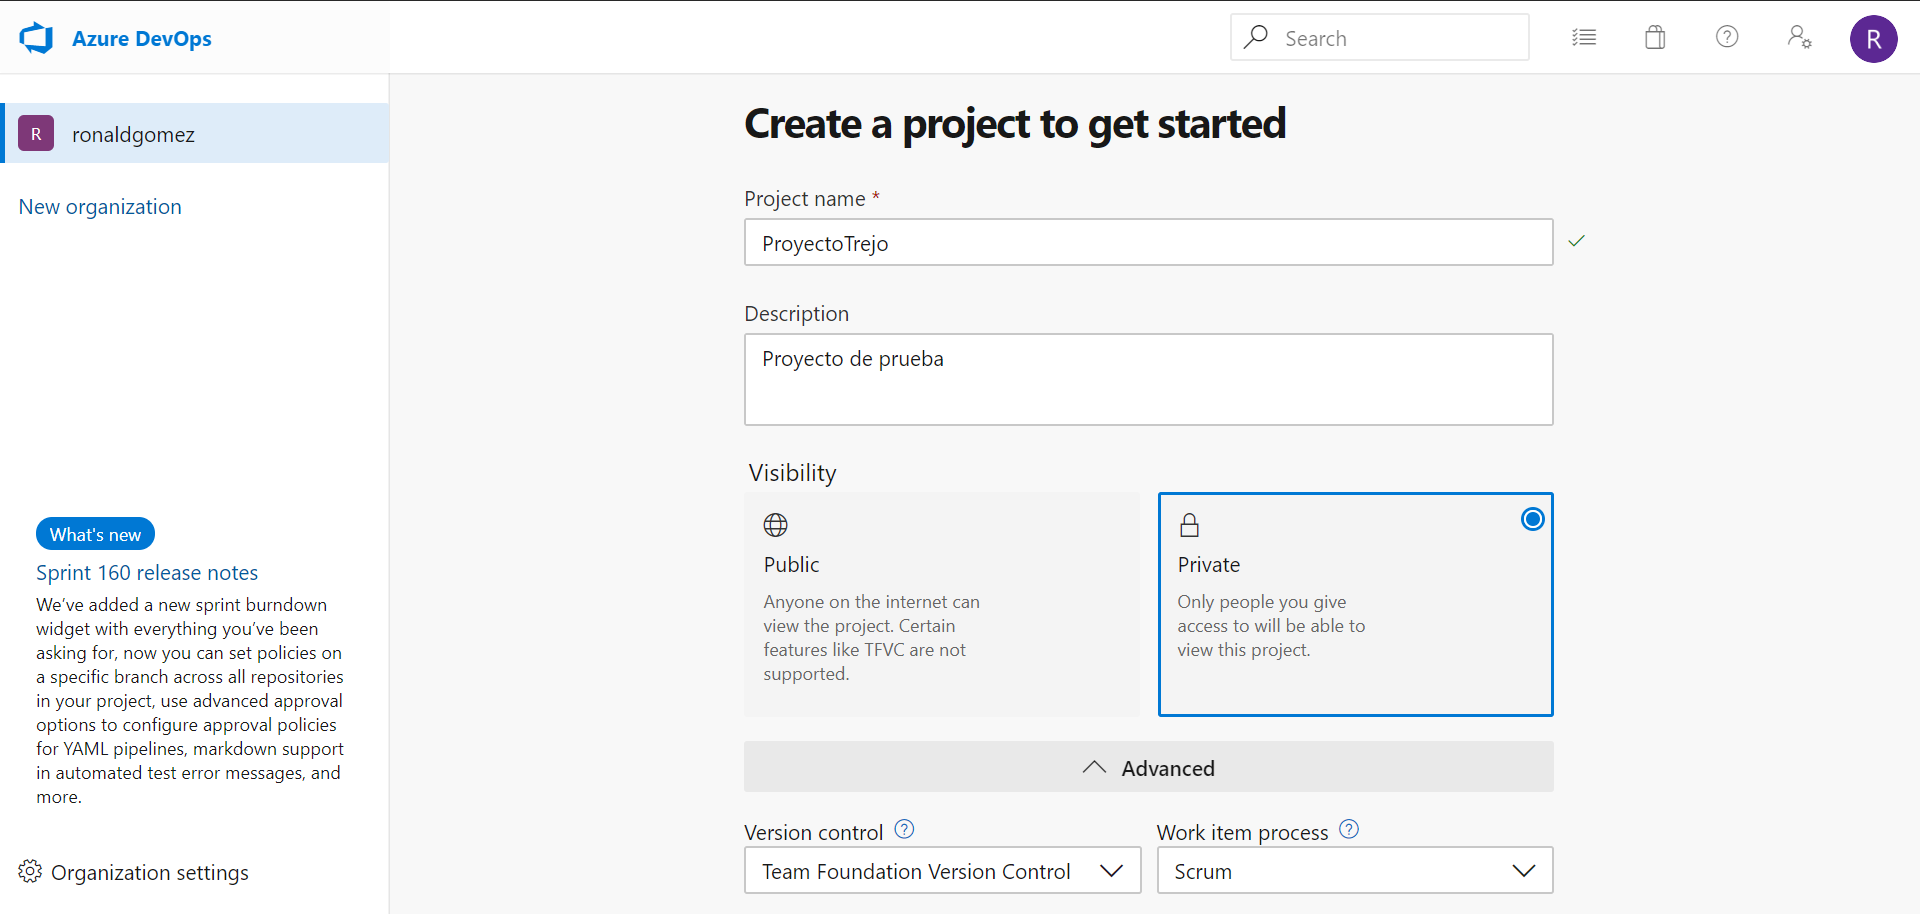 Azure DevOps
Search
R
R
ronaldgomez
New organization
What's new
Sprint 160 release notes
We've added a new sprint burndown
widget with everything you've been
asking for, now you can set policies on
a specific branch across all repositories
in your project, use advanced approval
options to configure approval policies
for YAML pipelines, markdown support
in automated test error messages, and
more.
Organization settings
Create a project to get started
Project name *
ProyectoTrejo
Description
Proyecto de prueba
Visibility
Public
Anyone on the internet can
view the project. Certain
features like TFVC are not
supported.
Private
Only people you give
access to will be able to
view this project.
Advanced
Version control
Team Foundation Version Control
Work item process
Scrum